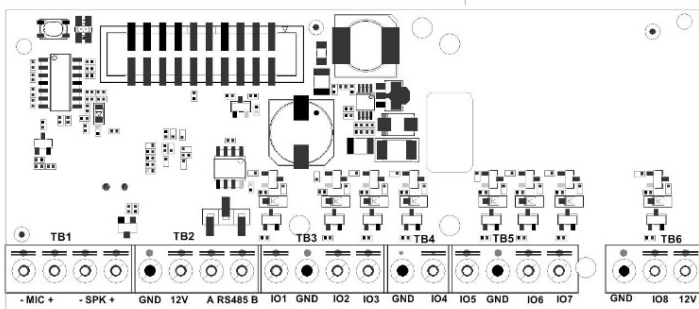 TB1 TB2 TB3 TB4 TB5 TB6
- MIC + - SPK + GND 12V A RS485 B IO1 GND IO2 IO3 GND IO4 IO5 GND IO6 IO7 GND IO8 12V